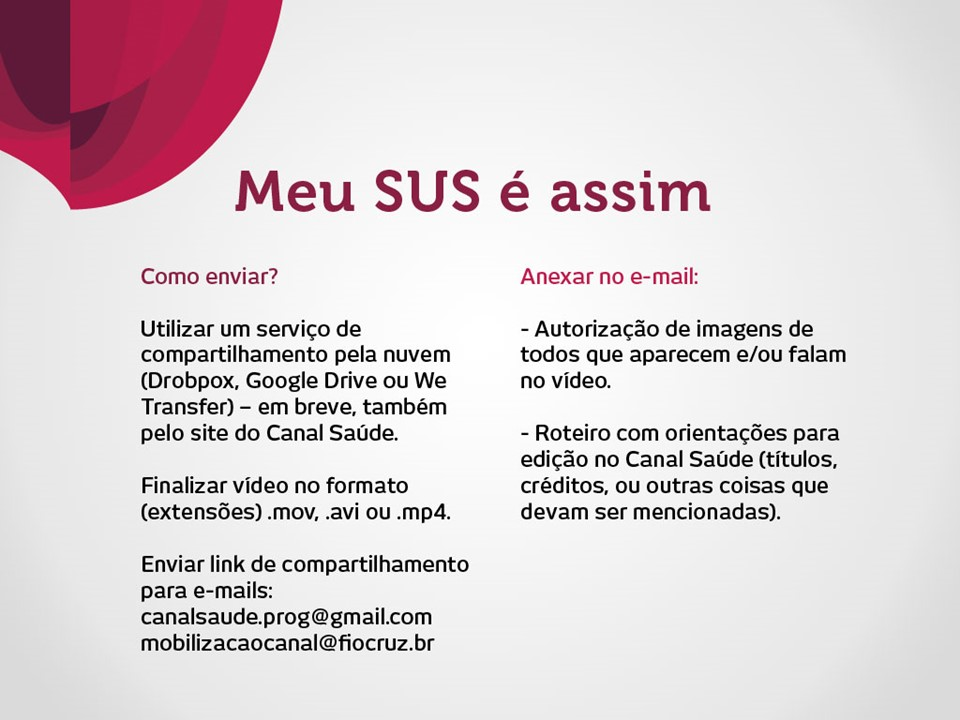 Meu SUS é assim
Como enviar?
Utilizar um serviço de
compartilhamento pela nuvem
(Drobpox, Google Drive ou We
Transfer) – em breve, também
pelo site do Canal Saúde.
Finalizar vídeo no formato
(extensões) .mov, .avi ou .mp4.
Enviar link de compartilhamento
para e-mails:
canalsaude.prog@gmail.com
mobilizacaocanal@fiocruz.br
Anexar no e-mail:
- Autorização de imagens de
todos que aparecem e/ou falam
no vídeo.
- Roteiro com orientações para
edição no Canal Saúde (títulos,
créditos, ou outras coisas que
devam ser mencionadas).